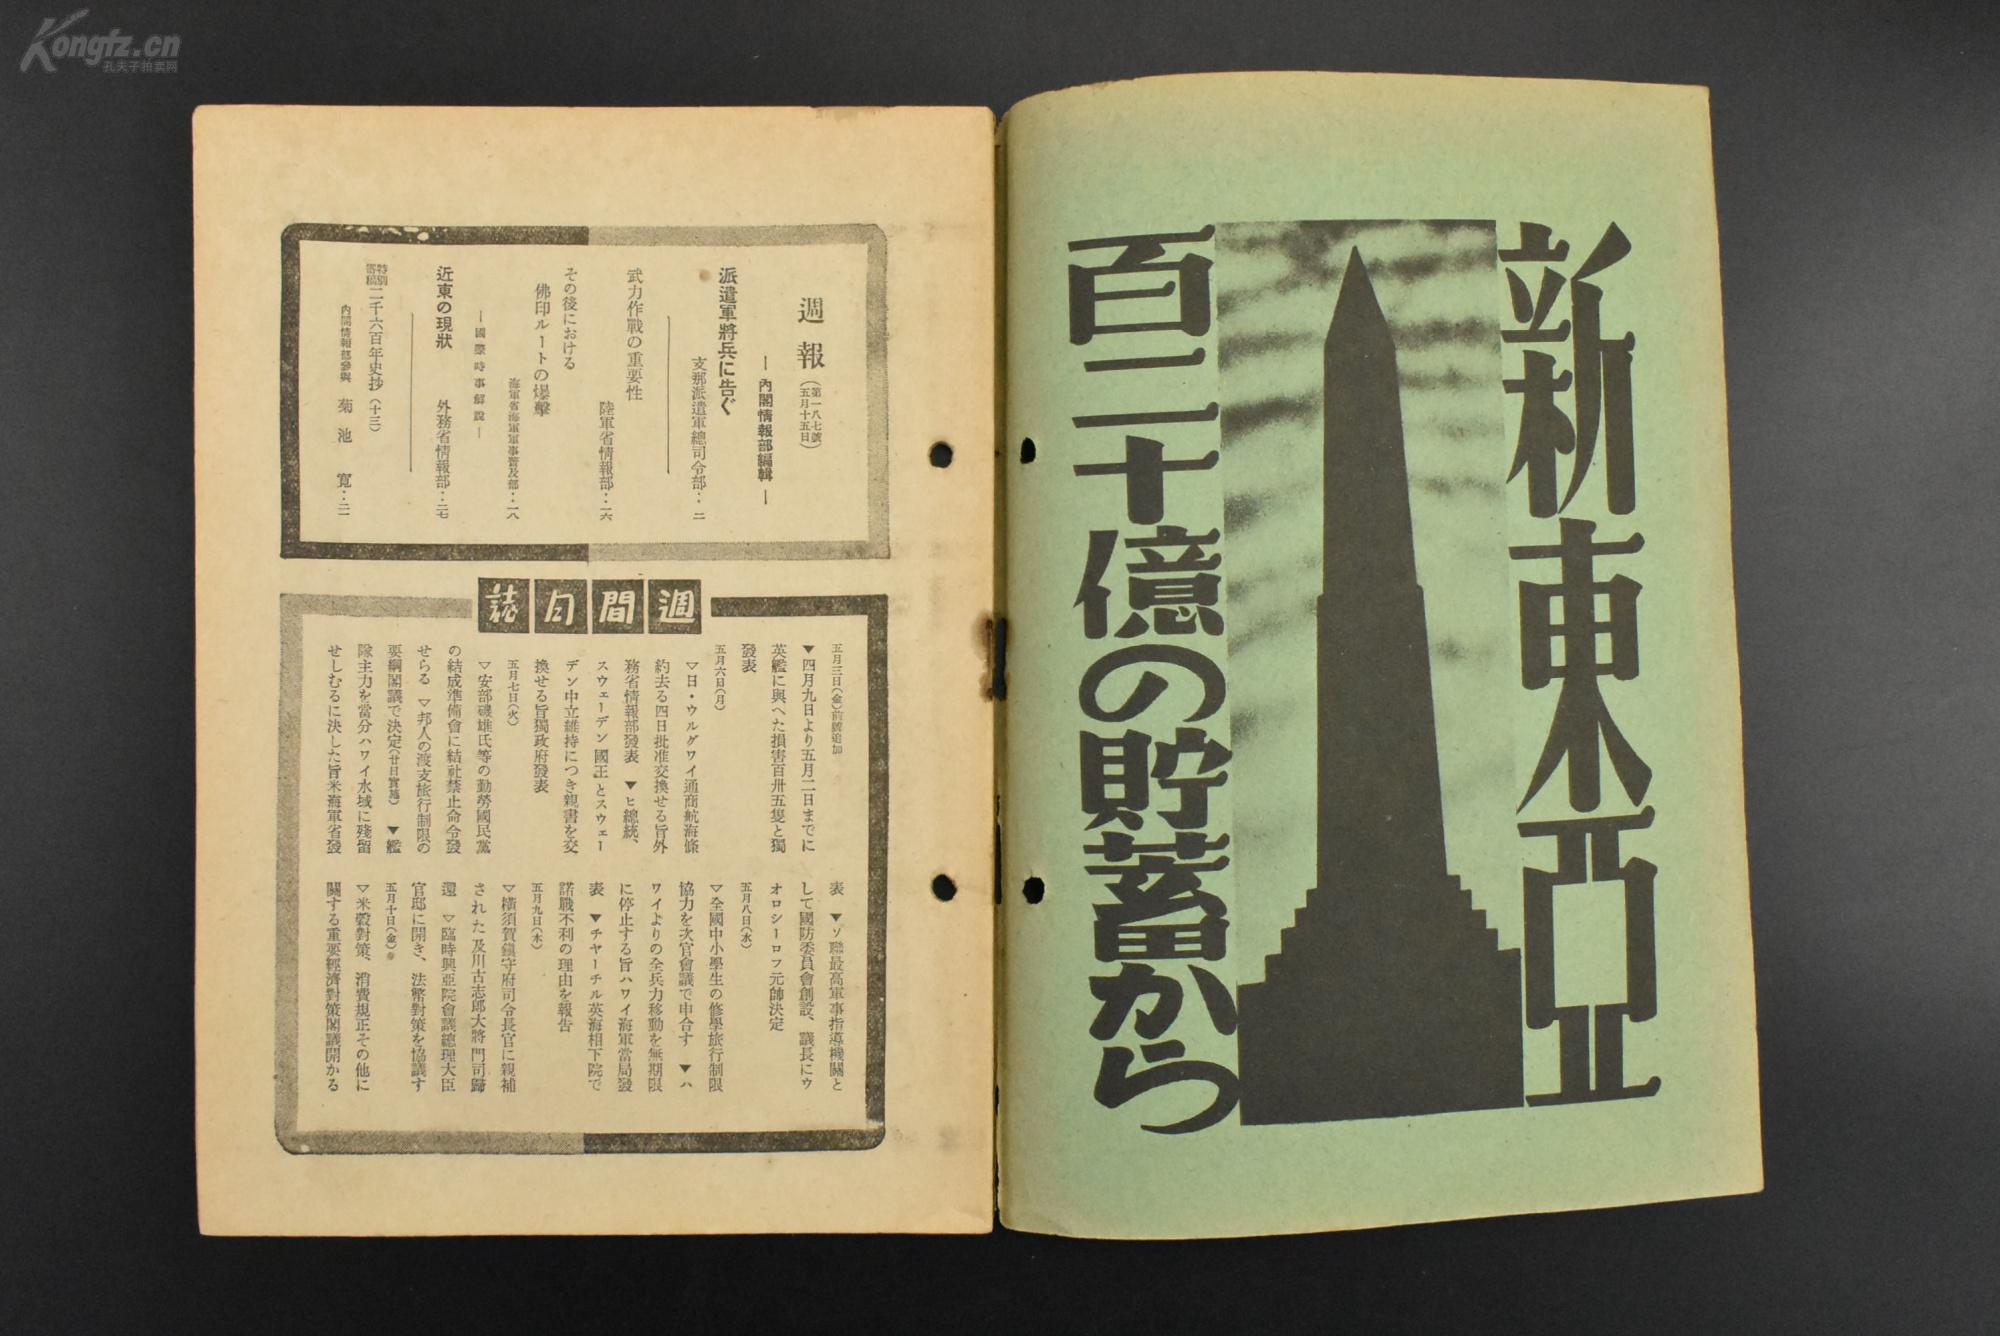 Kongfz.cn
孔夫子拍卖网
新東亞
百二十億の貯蓄から
週報
(第一八七號
五月十五日)
― 內閣情報部編輯 ―
派遣軍將兵に告ぐ
支那派遣軍總司令部‥二
武力作戰の重要性
陸軍省情報部‥一六
その後における
佛印ルートの爆擊
海軍省海軍軍事普及部‥一八
― 國際時事解說 ―
近東の現狀
外務省情報部‥二七
特別
寄稿
二千六百年史抄(十三)
內閣情報部參與 菊池 寬‥二一
週間日誌
五月三日(金)前號追加
▼四月九日より五月二日までに
英艦に與へた損害百卅五隻と獨
發表
五月六日(月)
▽日・ウルグワイ通商航海條
約去る四日批准交換せる旨外
務省情報部發表 ▼ヒ總統、
スウェーデン國王とスウェー
デン中立維持につき親書を交
換せる旨獨政府發表
五月七日(火)
▽安部磯雄氏等の勤勞國民黨
の結成準備會に結社禁止命令發
せらる ▽邦人の渡支旅行制限の
要綱閣議で決定(廿日實施) ▼艦
隊主力を當分ハワイ水域に殘留
せしむるに決した旨米海軍省發
表 ▼ソ聯最高軍事指導機關と
して國防委員會創設、議長にウ
オロシーロフ元帥決定
五月八日(水)
▽全國中小學生の修學旅行制限
協力を次官會議で申合す ▼ハ
ワイよりの全兵力移動を無期限
に停止する旨ハワイ海軍當局發
表 ▼チャーチル英海相下院で
諾戰不利の理由を報告
五月九日(木)
▽橫須賀鎭守府司令長官に親補
された及川古志郎大將門司歸
還 ▽臨時興亞院會議總理大臣
官邸に開き、法幣對策を協議す
五月十日(金)
▽米穀對策、消費規正その他に
關する重要經濟對策閣議開かる